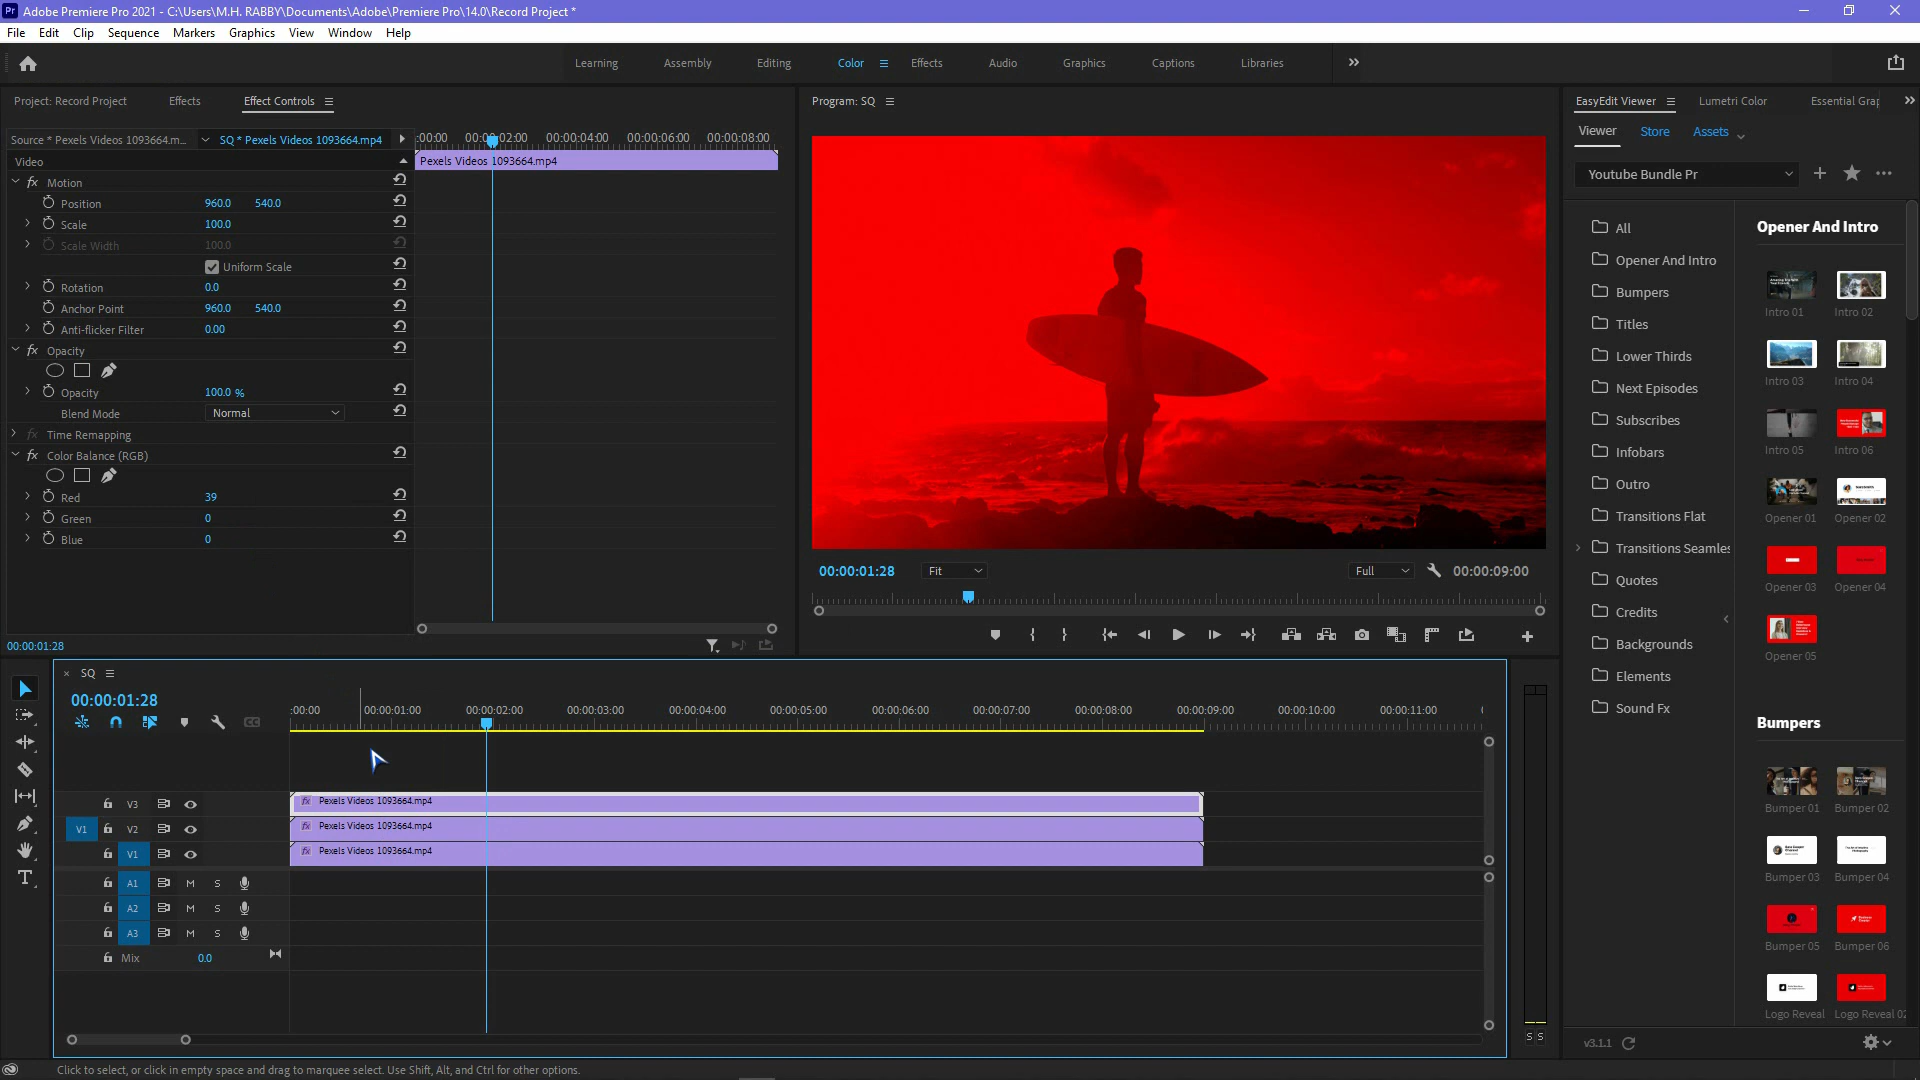 Adobe Premiere Pro 2021 - C:\Users\M.H. RABBY\Documents\Adobe\Premiere Pro\14.0\Record Project *
File Edit Clip Sequence Markers Graphics View Window Help
Learning Assembly Editing Color Effects Audio Graphics Captions Libraries
Project: Record Project Effects Effect Controls
Source * Pexels Videos 1093664.m... SQ * Pexels Videos 1093664.mp4
:00:00 00:00:02:00 00:00:04:00 00:00:06:00 00:00:08:00
Video
Pexels Videos 1093664.mp4
fx Motion
Position 960.0 540.0
Scale 100.0
Scale Width 100.0
Uniform Scale
Rotation 0.0
Anchor Point 960.0 540.0
Anti-flicker Filter 0.00
fx Opacity
Opacity 100.0 %
Blend Mode Normal
fx Time Remapping
fx Color Balance (RGB)
Red 39
Green 0
Blue 0
00:00:01:28
Program: SQ
00:00:01:28 Fit Full 00:00:09:00
EasyEdit Viewer Lumetri Color Essential Grap
Viewer Store Assets
Youtube Bundle Pr
All
Opener And Intro
Bumpers
Titles
Lower Thirds
Next Episodes
Subscribes
Infobars
Outro
Transitions Flat
Transitions Seamles
Quotes
Credits
Backgrounds
Elements
Sound Fx
Opener And Intro
Intro 01 Intro 02
Intro 03 Intro 04
Intro 05 Intro 06
Opener 01 Opener 02
Opener 03 Opener 04
Opener 05
Bumpers
Bumper 01 Bumper 02
Bumper 03 Bumper 04
Bumper 05 Bumper 06
Logo Reveal Logo Reveal 02
v3.1.1
× SQ
00:00:01:28
:00:00 00:00:01:00 00:00:02:00 00:00:03:00 00:00:04:00 00:00:05:00 00:00:06:00 00:00:07:00 00:00:08:00 00:00:09:00 00:00:10:00 00:00:11:00
V3 fx Pexels Videos 1093664.mp4
V1 V2 fx Pexels Videos 1093664.mp4
V1 fx Pexels Videos 1093664.mp4
A1 M S
A2 M S
A3 M S
Mix 0.0
S S
Click to select, or click in empty space and drag to marquee select. Use Shift, Alt, and Ctrl for other options.